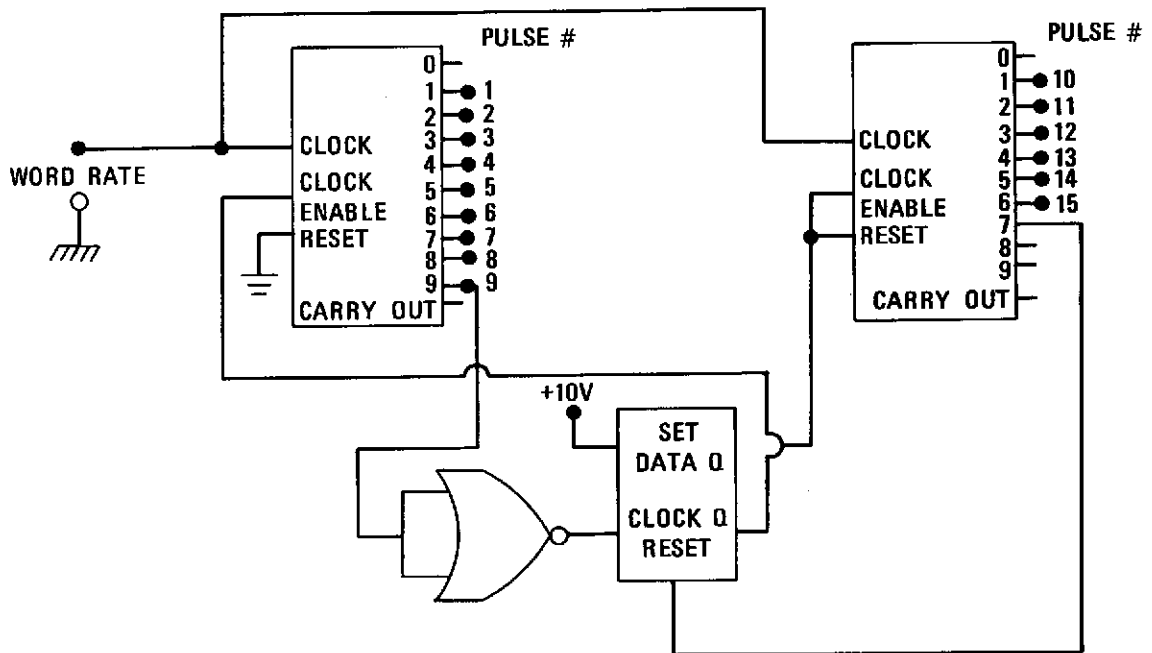 WORD RATE
CLOCK
CLOCK
ENABLE
RESET
CARRY OUT
0
1
2
3
4
5
6
7
8
9
PULSE #
1
2
3
4
5
6
7
8
9
CLOCK
CLOCK
ENABLE
RESET
CARRY OUT
0
1
2
3
4
5
6
7
8
9
PULSE #
10
11
12
13
14
15
+10V
SET
DATA Q
CLOCK Q
RESET